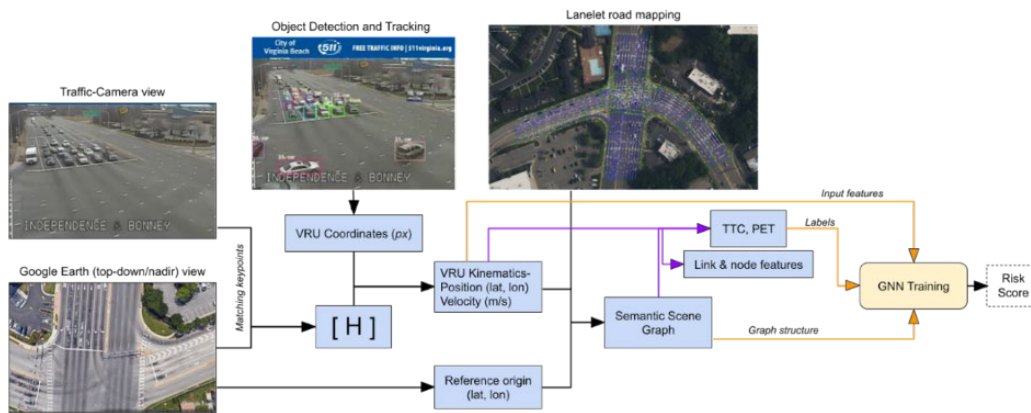 Object Detection and Tracking
Lanelet road mapping
City of
Virginia Beach
511
FREE TRAFFIC INFO | 511virginia.org
Traffic-Camera view
INDEPENDENCE & BONNEY
INDEPENDENCE & BONNEY
Input features
VRU Coordinates (px)
TTC, PET
Labels
Link & node features
Matching keypoints
Google Earth (top-down/nadir) view
VRU Kinematics-
Position (lat, lon)
Velocity (m/s)
GNN Training
Risk
Score
[ H ]
Semantic Scene
Graph
Graph structure
Reference origin
(lat, lon)